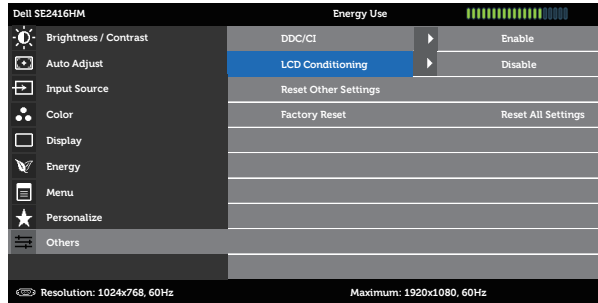 Dell SE2416HM Energy Use
Brightness / Contrast DDC/CI Enable
Auto Adjust LCD Conditioning Disable
Input Source Reset Other Settings
Color Factory Reset Reset All Settings
Display
Energy
Menu
Personalize
Others
Resolution: 1024x768, 60Hz Maximum: 1920x1080, 60Hz